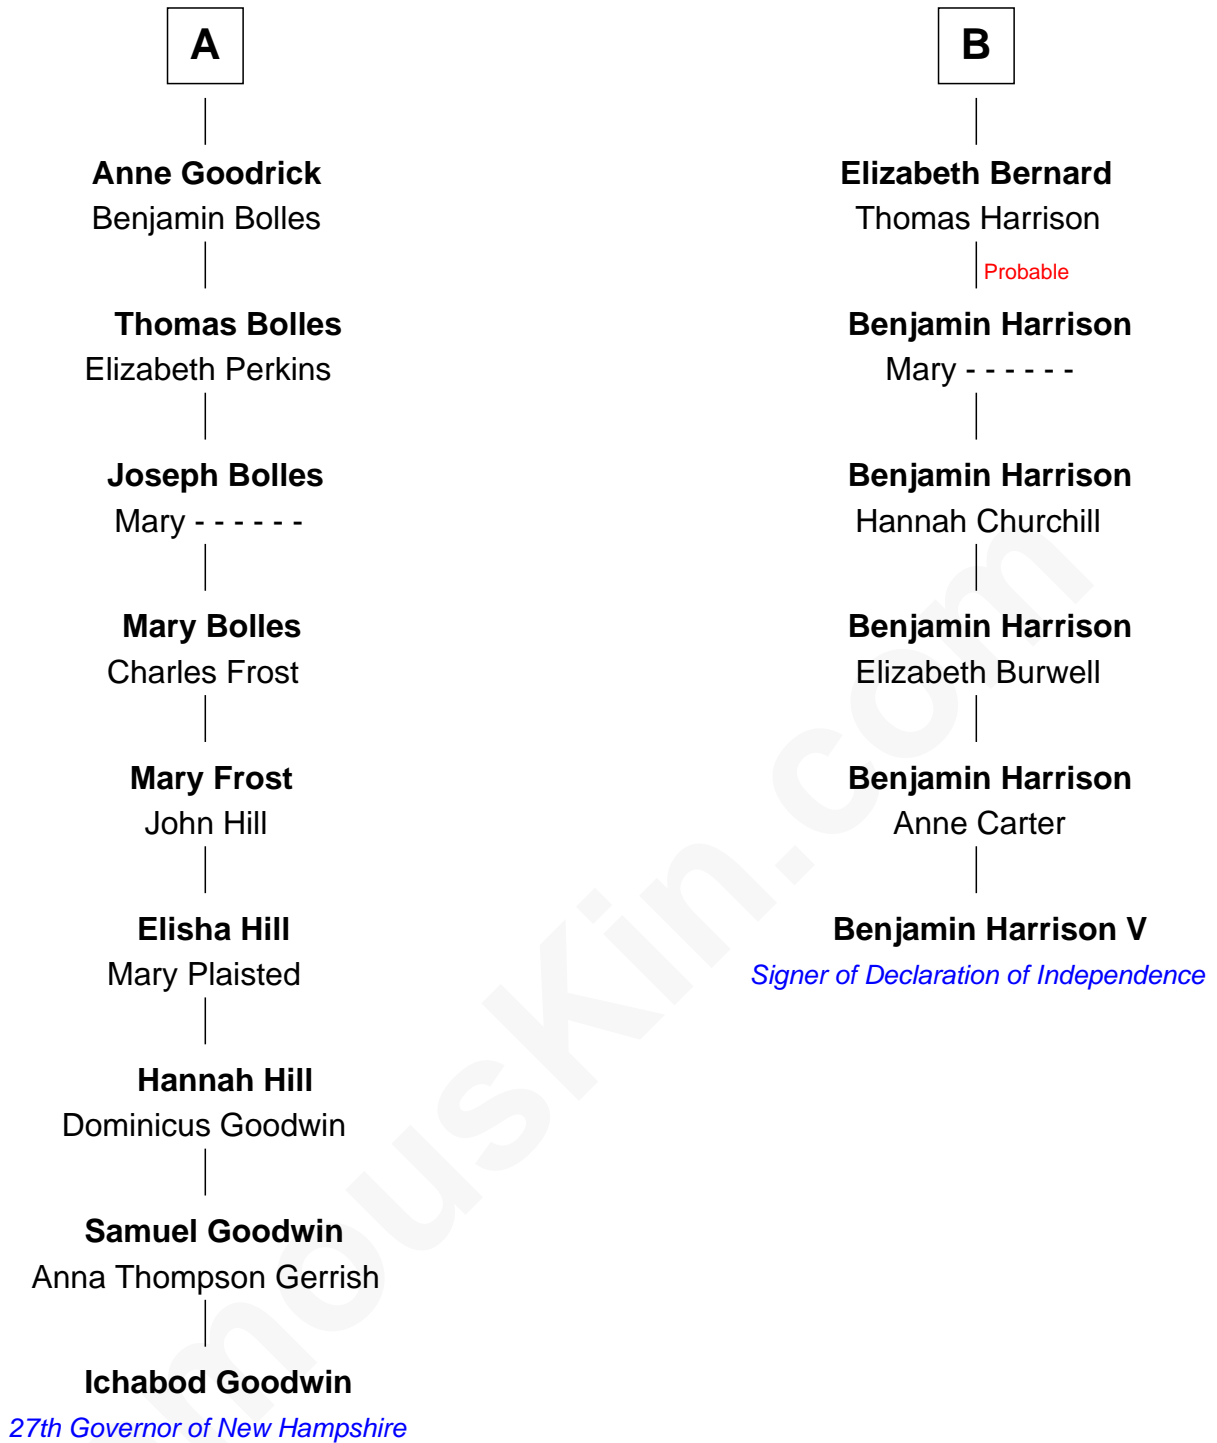 A
Anne Goodrick
Benjamin Bolles
Thomas Bolles
Elizabeth Perkins
Joseph Bolles
Mary - - - - - -
Mary Bolles
Charles Frost
Mary Frost
John Hill
Elisha Hill
Mary Plaisted
Hannah Hill
Dominicus Goodwin
Samuel Goodwin
Anna Thompson Gerrish
Ichabod Goodwin
27th Governor of New Hampshire
B
Elizabeth Bernard
Thomas Harrison
Probable
Benjamin Harrison
Mary - - - - - -
Benjamin Harrison
Hannah Churchill
Benjamin Harrison
Elizabeth Burwell
Benjamin Harrison
Anne Carter
Benjamin Harrison V
Signer of Declaration of Independence
mousKin.com